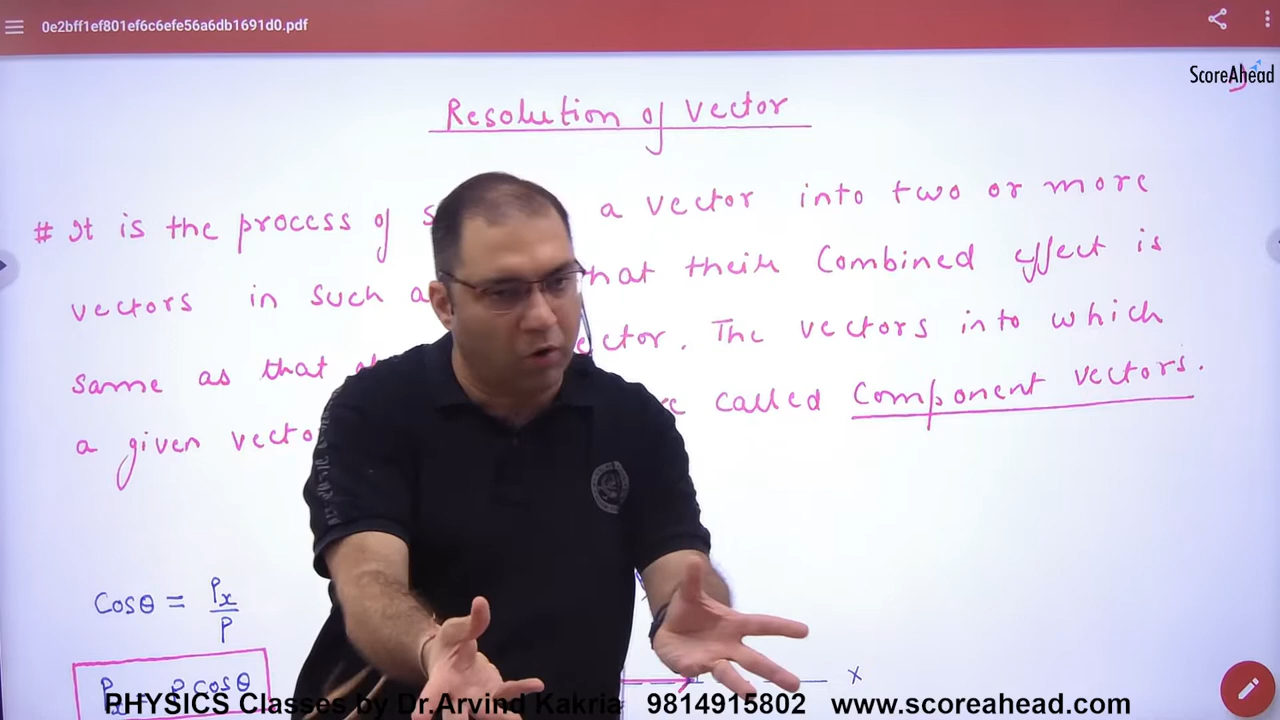 0e2bff1ef801ef6c6efe56a6db1691d0.pdf
ScoreAhead
Resolution of vector
# It is the process of a vector into two or more
vectors in such a that their Combined effect is
same as that The vectors into which
a given called Component vectors.
Cosθ = Px/P
P cosθ
x
PHYSICS Classes by Dr.Arvind Kakria 9814915802 www.scoreahead.com